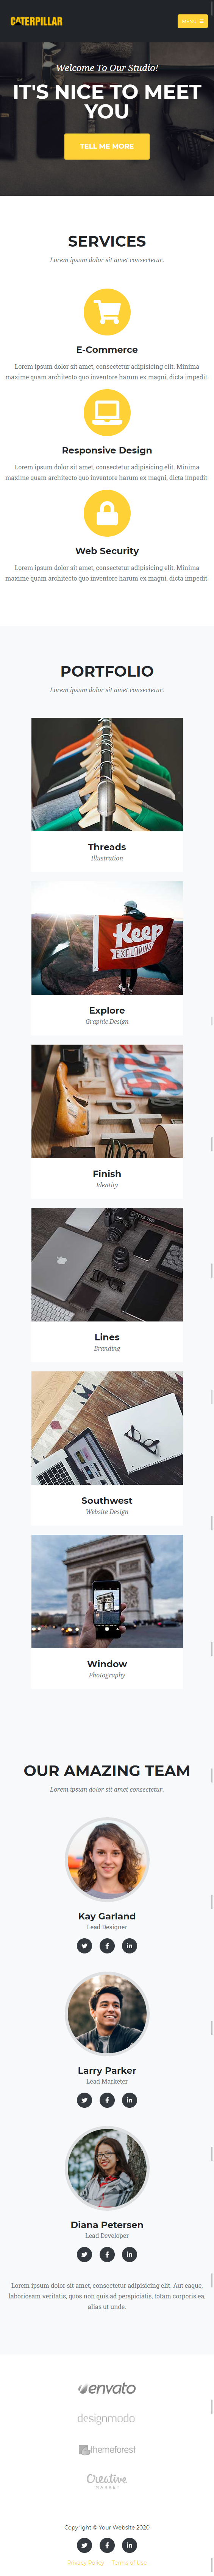 CATERPILLAR
MENU
Welcome To Our Studio!
IT'S NICE TO MEET
YOU
TELL ME MORE
SERVICES
Lorem ipsum dolor sit amet consectetur.
E-Commerce
Lorem ipsum dolor sit amet, consectetur adipisicing elit. Minima
maxime quam architecto quo inventore harum ex magni, dicta impedit.
Responsive Design
Lorem ipsum dolor sit amet, consectetur adipisicing elit. Minima
maxime quam architecto quo inventore harum ex magni, dicta impedit.
Web Security
Lorem ipsum dolor sit amet, consectetur adipisicing elit. Minima
maxime quam architecto quo inventore harum ex magni, dicta impedit.
PORTFOLIO
Lorem ipsum dolor sit amet consectetur.
Threads
Illustration
Keep
EXPLORING
Explore
Graphic Design
Finish
Identity
Lines
Branding
Southwest
Website Design
Window
Photography
OUR AMAZING TEAM
Lorem ipsum dolor sit amet consectetur.
Kay Garland
Lead Designer
Larry Parker
Lead Marketer
Diana Petersen
Lead Developer
Lorem ipsum dolor sit amet, consectetur adipisicing elit. Aut eaque,
laboriosam veritatis, quos non quis ad perspiciatis, totam corporis ea,
alias ut unde.
envato
designmodo
themeforest
Creative
MARKET
Copyright © Your Website 2020
Privacy Policy Terms of Use